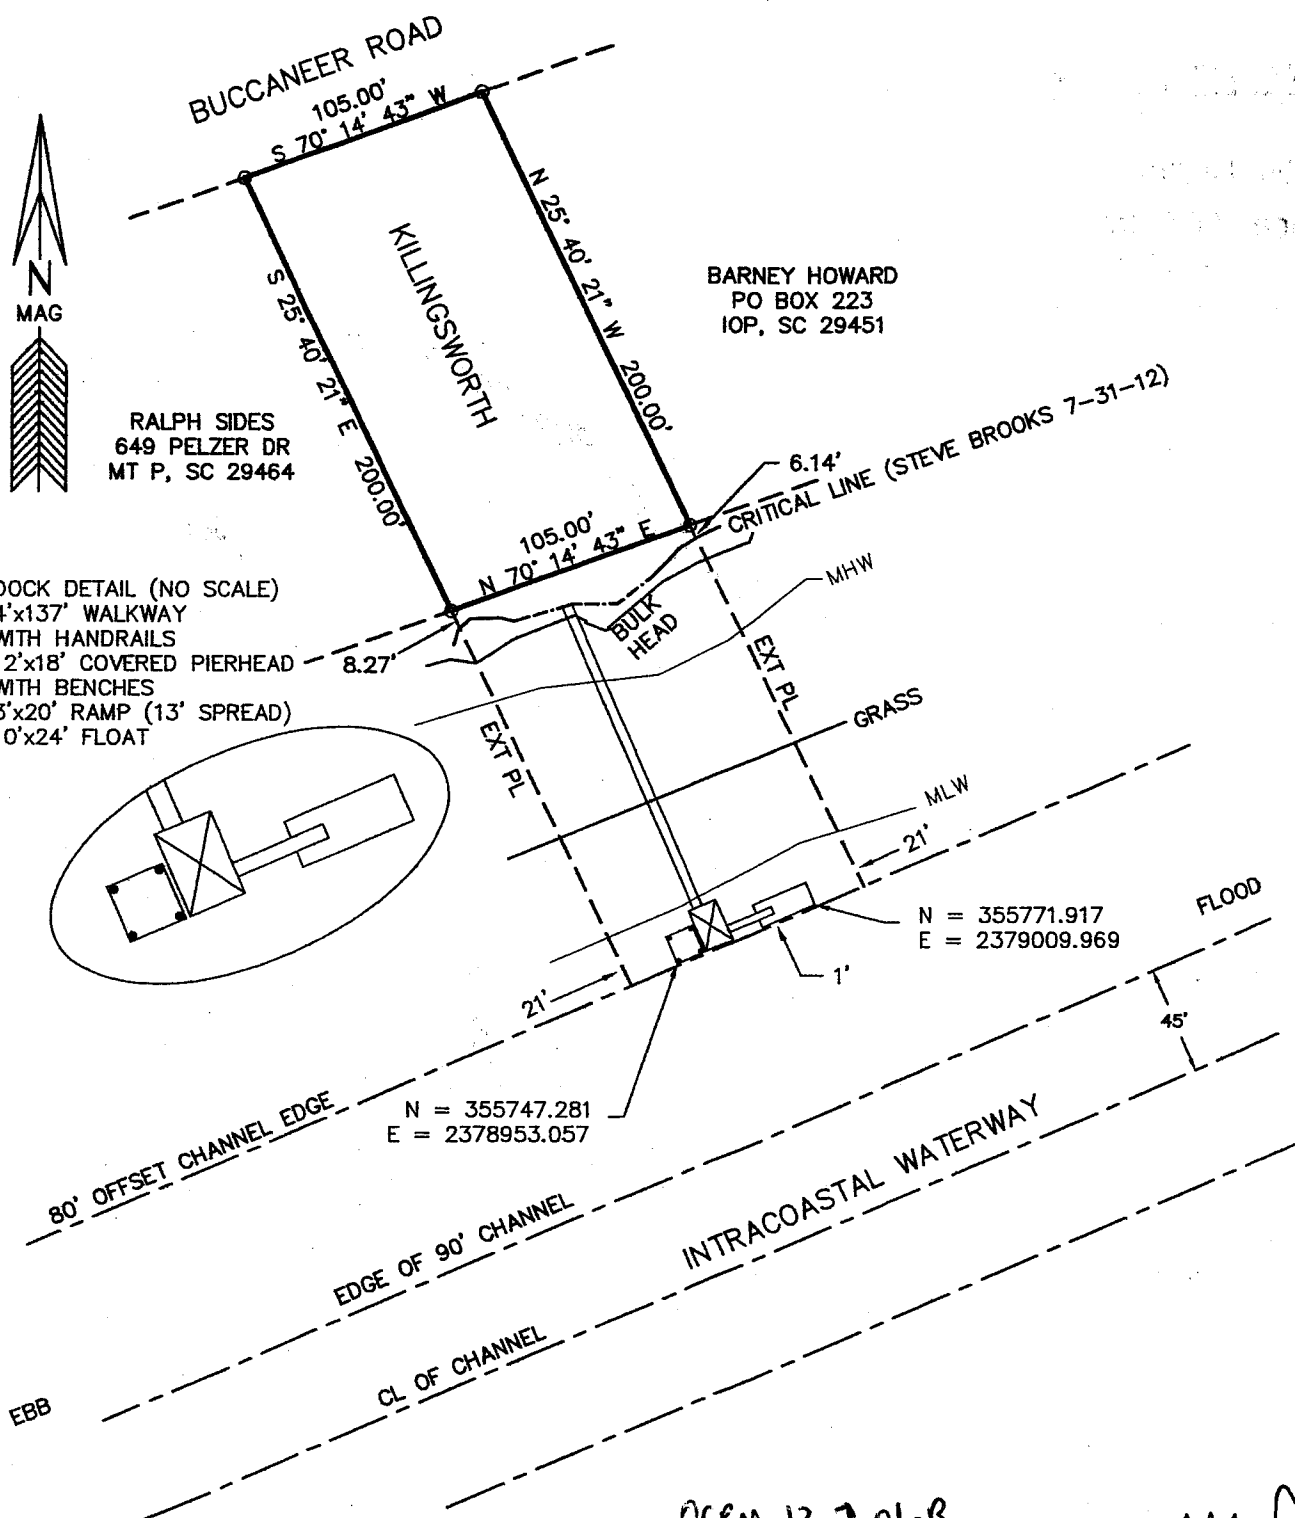 BUCCANEER ROAD
105.00'
S 70° 14' 43" W
N
MAG
KILLINGSWORTH
N 25° 40' 21" W 200.00'
S 25° 40' 21" E 200.00'
BARNEY HOWARD
PO BOX 223
IOP, SC 29451
RALPH SIDES
649 PELZER DR
MT P, SC 29464
6.14'
CRITICAL LINE (STEVE BROOKS 7-31-12)
105.00'
N 70° 14' 43" E
DOCK DETAIL (NO SCALE)
4'x137' WALKWAY
WITH HANDRAILS
2'x18' COVERED PIERHEAD
WITH BENCHES
3'x20' RAMP (13' SPREAD)
0'x24' FLOAT
8.27'
BULK
HEAD
MHW
EXT PL
EXT PL
GRASS
MLW
21'
N = 355771.917
E = 2379009.969
FLOOD
1'
21'
45'
N = 355747.281
E = 2378953.057
80' OFFSET CHANNEL EDGE
EDGE OF 90' CHANNEL
INTRACOASTAL WATERWAY
CL OF CHANNEL
EBB